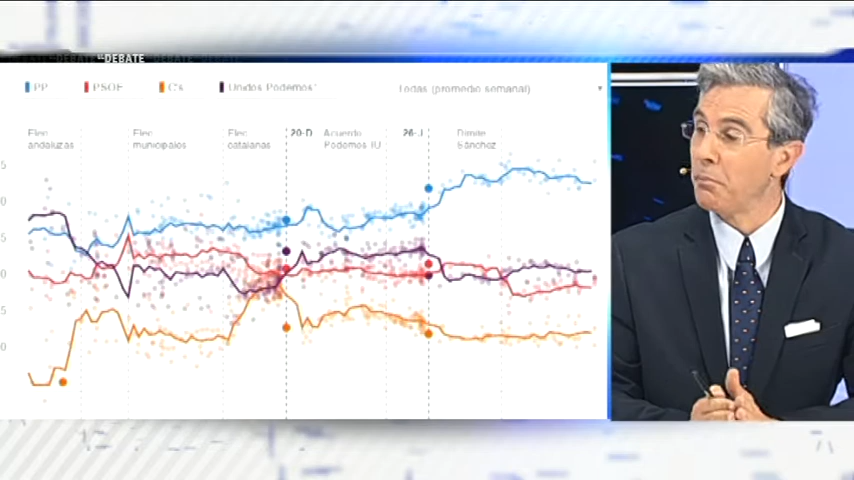 "DEBATE
PP PSOE C's Unidos Podemos* Todas (promedio semanal)
Elec. andaluzas
Elec. municipales
Elec. catalanas
20-D
Acuerdo Podemos IU
26-J
Dimite Sánchez
5
0
5
0
5
0